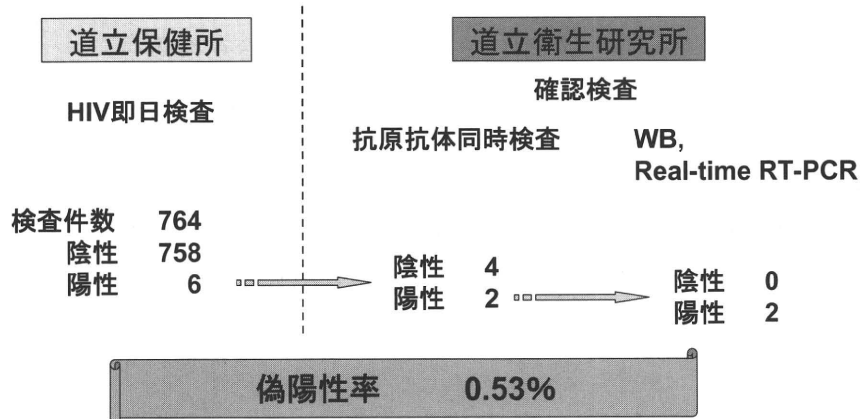 道立保健所
道立衛生研究所
確認検査
HIV即日検査
抗原抗体同時検査
WB,
Real-time RT-PCR
検査件数 764
陰性 758
陽性 6
陰性 4
陽性 2
陰性 0
陽性 2
偽陽性率 0.53%